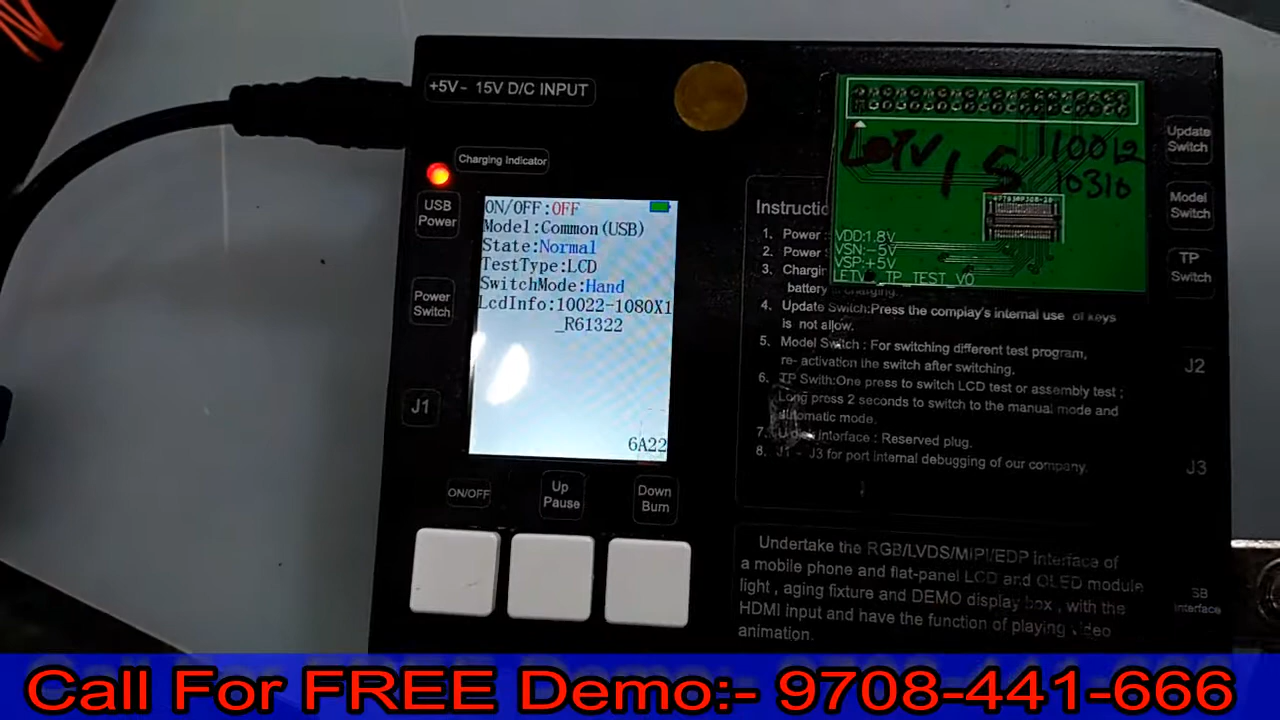 +5V~ 15V D/C INPUT
Charging Indicator
USB
Power
Power
Switch
J1
ON/OFF:OFF
Model:Common(USB)
State:Normal
TestType:LCD
SwitchMode:Hand
LcdInfo:10022-1080X1
_R61322
6A22
ON/OFF
Up
Pause
Down
Burn
LeTV 1 S
110012
10316
VDD:1.8V
VSN:-5V
VSP:+5V
_TP_TEST_V0
Update
Switch
Model
Switch
TP
Switch
J2
J3
Instructio
1. Power
2. Power
3. Chargin
battery is charging.
4. Update Switch:Press the complay's internal use of keys
is not allow.
5. Model Switch : For switching different test program,
re- activation the switch after switching.
6. TP Swith:One press to switch LCD test or assembly test ;
Long press 2 seconds to switch to the manual mode and
automatic mode.
7. U disk interface : Reserved plug.
8. J1 - J3 for port internal debugging of our company.
Undertake the RGB/LVDS/MIPI/EDP interface of
a mobile phone and flat-panel LCD and OLED module
light , aging fixture and DEMO display box , with the
HDMI input and have the function of playing video
animation.
SB
Interface
Call For FREE Demo:- 9708-441-666